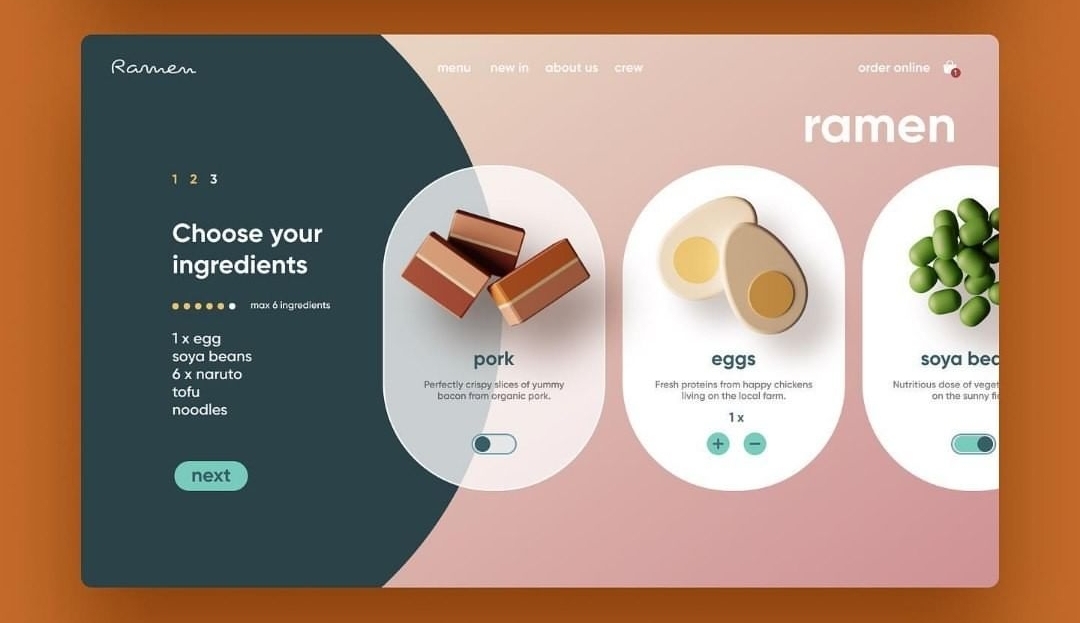 Ramen
menu new in about us crew
order online
1
ramen
1 2 3
Choose your
ingredients
max 6 ingredients
1 x egg
soya beans
6 x naruto
tofu
noodles
next
pork
Perfectly crispy slices of yummy
bacon from organic pork.
eggs
Fresh proteins from happy chickens
living on the local farm.
1 x
+ −
soya bea
Nutritious dose of veget
on the sunny fi